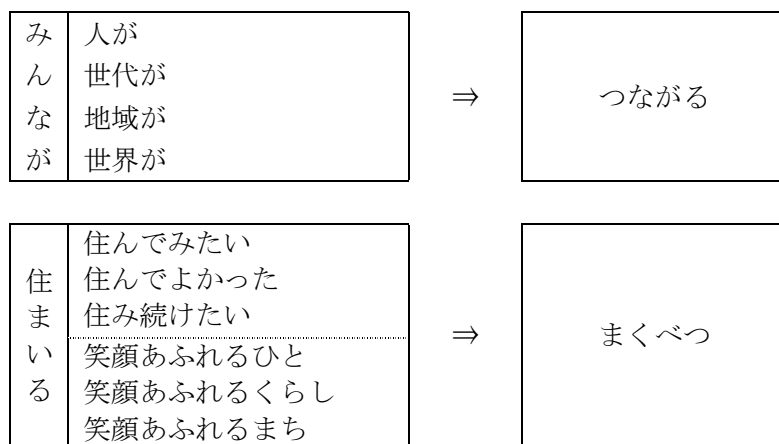 みんなが
人が
世代が
地域が
世界が
⇒
つながる
住まいる
住んでみたい
住んでよかった
住み続けたい
笑顔あふれるひと
笑顔あふれるくらし
笑顔あふれるまち
⇒
まくべつ